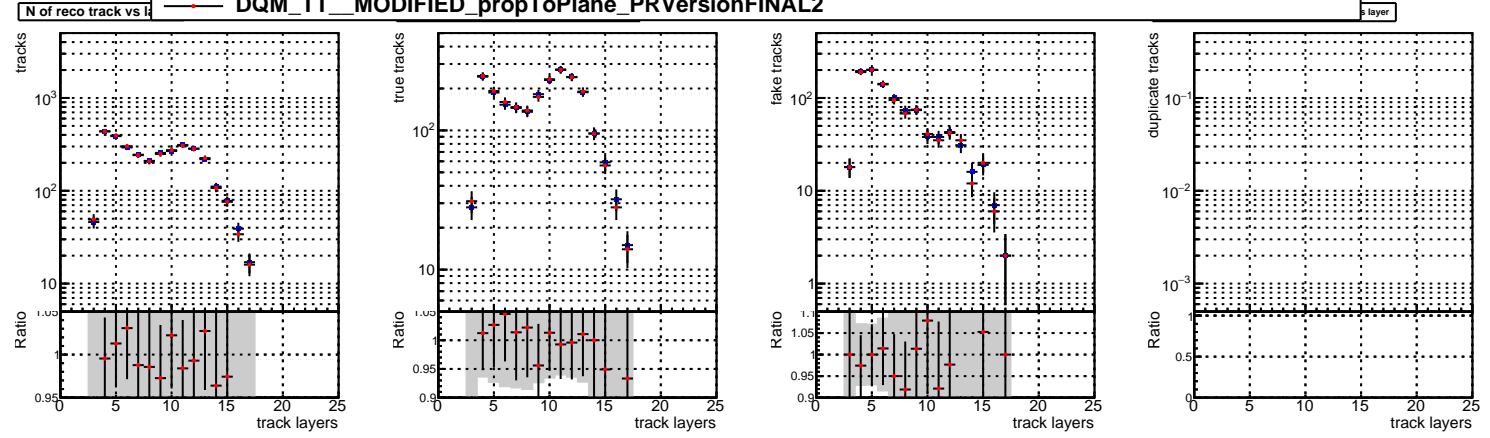 DQM_TT__MODIFIED_propToPlane_PRVersionFINAL2
N of reco track vs la
s layer
tracks
10³
10²
10
Ratio
1.05
1
0.95
0 5 10 15 20 25
track layers
true tracks
10²
10
Ratio
1.05
1
0.95
0.9
0 5 10 15 20 25
track layers
fake tracks
10²
10
1
Ratio
1.1
1.05
1
0.95
0.9
0 5 10 15 20 25
track layers
duplicate tracks
10⁻¹
10⁻²
10⁻³
Ratio
1
0.5
0
0 5 10 15 20 25
track layers